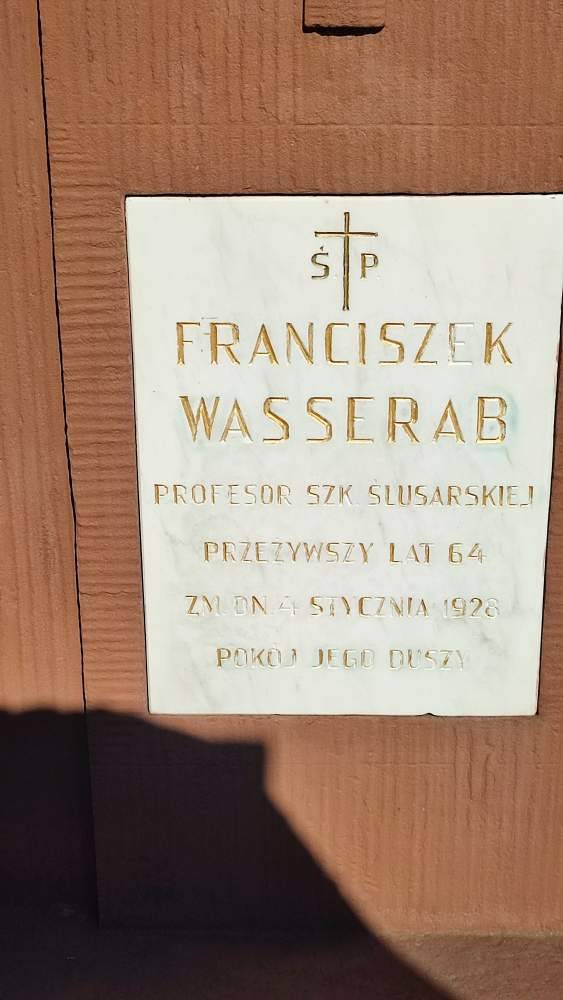 Ś P
FRANCISZEK
WASSERAB
PROFESOR SZK. ŚLUSARSKIEJ
PRZEŻYWSZY LAT 64
ZM. DN. 4 STYCZNIA 1928
POKÓJ JEGO DUSZY